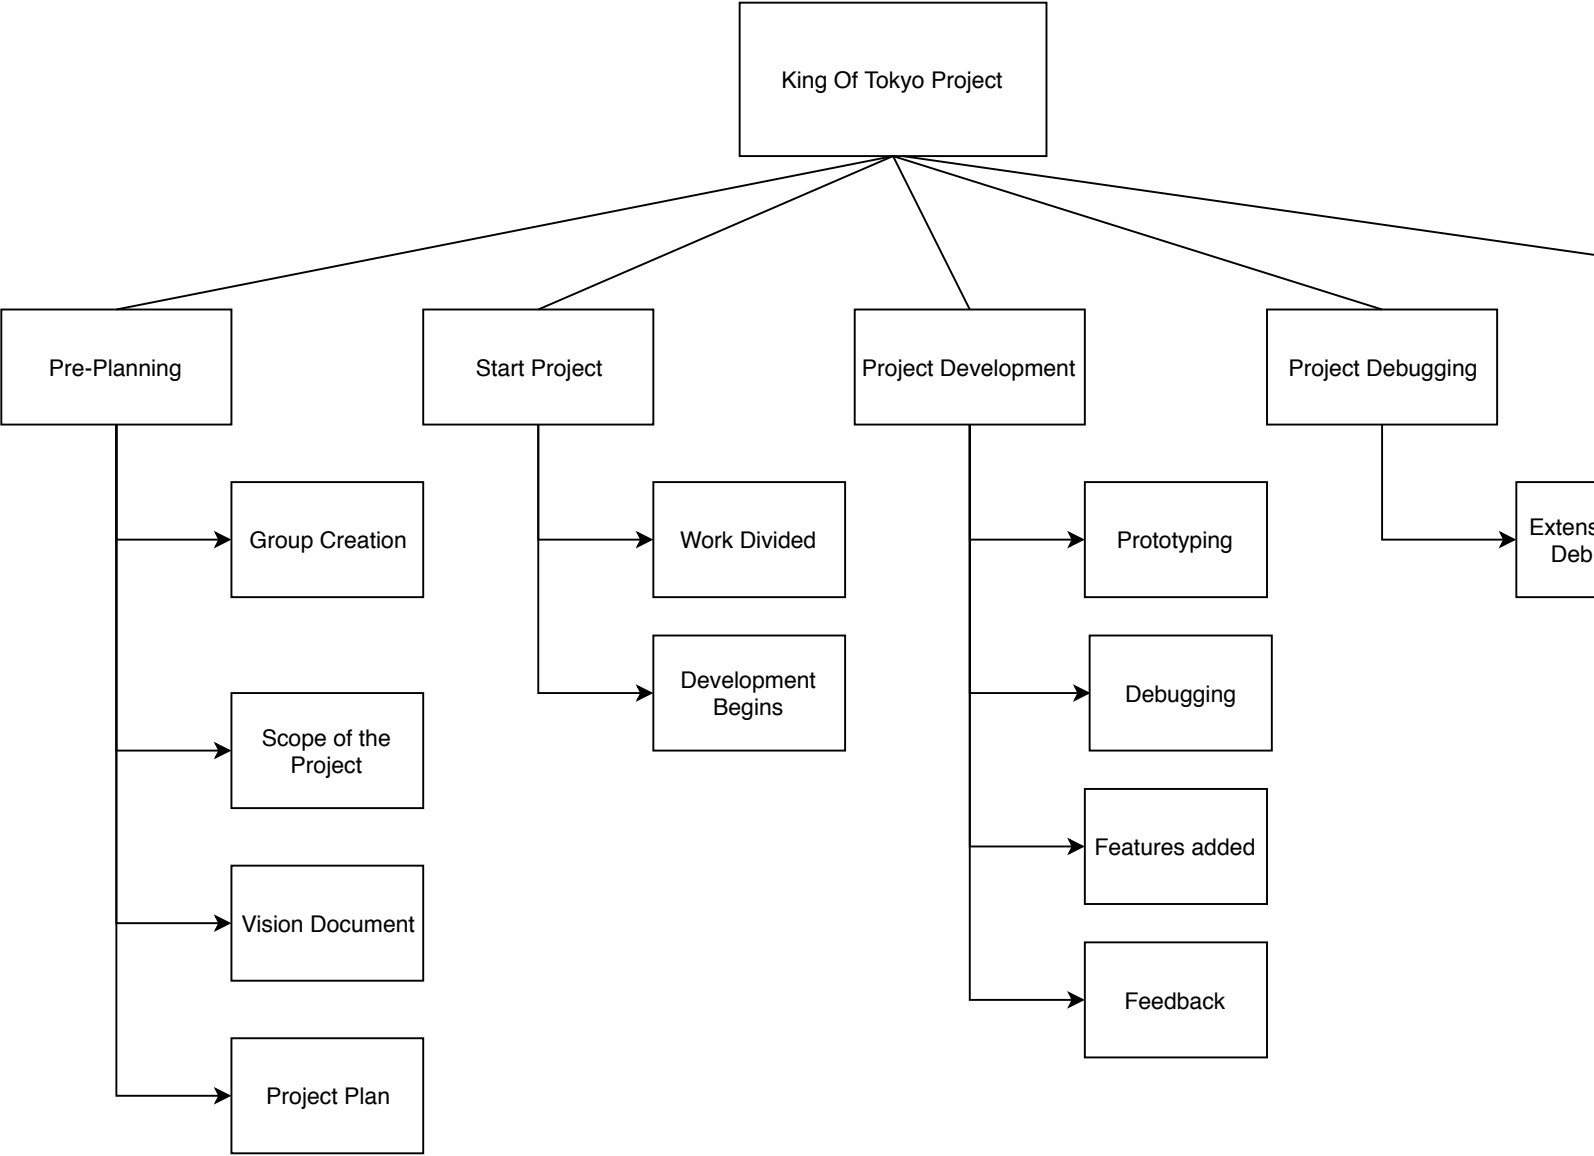 King Of Tokyo Project
Pre-Planning
Start Project
Project Development
Project Debugging
Group Creation
Work Divided
Prototyping
Development
Begins
Debugging
Scope of the
Project
Features added
Vision Document
Feedback
Project Plan